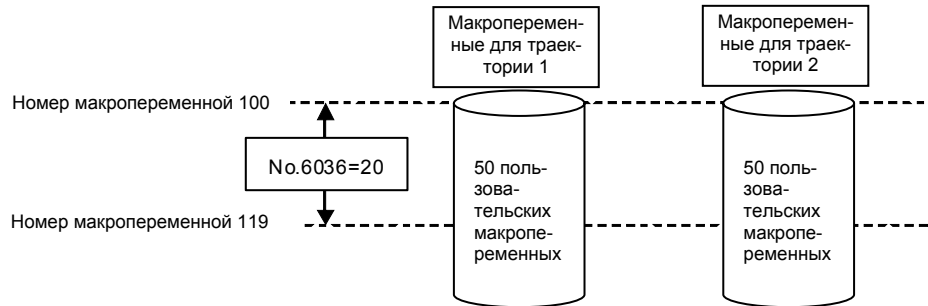 Макроперемен-
ные для траек-
тории 1
Макроперемен-
ные для траек-
тории 2
Номер макропеременной 100
No.6036=20
50 поль-
зова-
тельских
макропе-
ременных
50 поль-
зова-
тельских
макропе-
ременных
Номер макропеременной 119